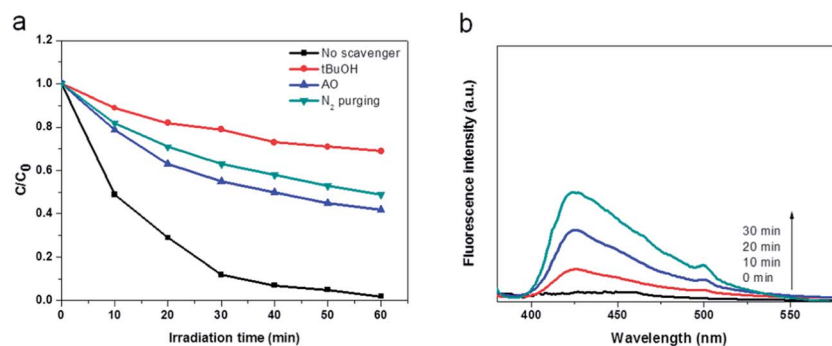 a
1.2
1.0
0.8
0.6
0.4
0.2
0.0
C/C0
0 10 20 30 40 50 60
Irradiation time (min)
No scavenger
tBuOH
AO
N2 purging
b
Fluorescence intensity (a.u.)
30 min
20 min
10 min
0 min
400 450 500 550
Wavelength (nm)